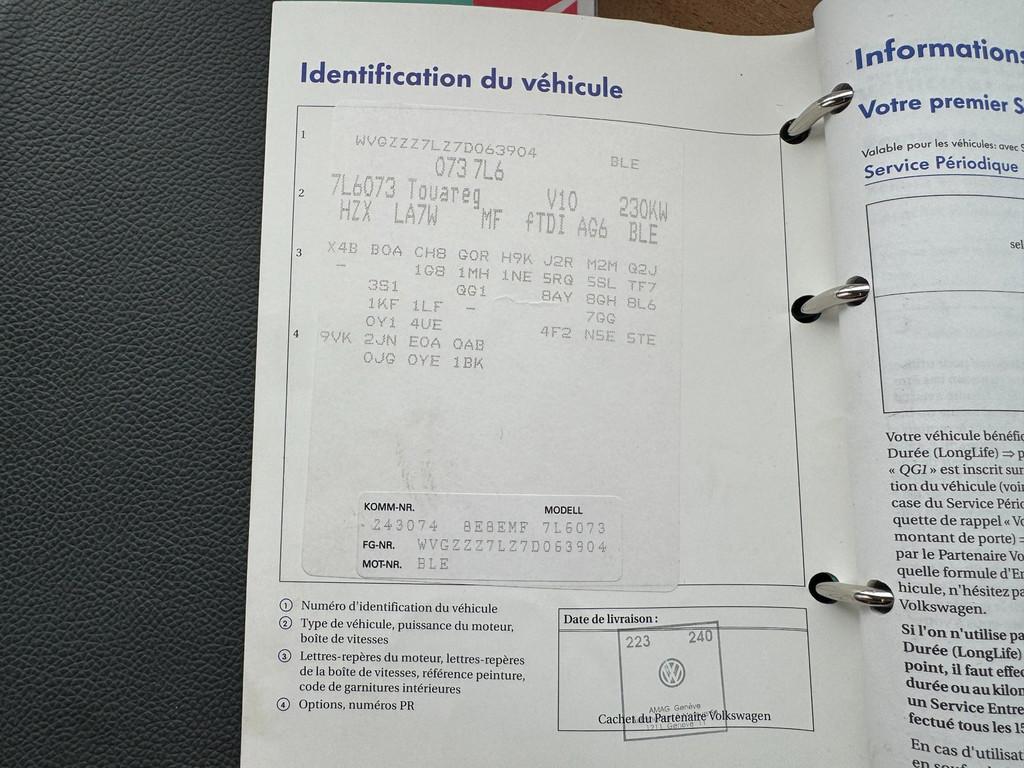 Identification du véhicule
1
WVGZZZ7LZ7D063904 BLE
073 7L6
2
7L6073 Touareg V10 230KW
HZX LA7W MF fTDI AG6 BLE
3
X4B B0A CH8 G0R H9K J2R M2M Q2J
- 1G8 1MH 1NE 5RQ 5SL TF7
3S1 QG1 8AY 8GH 8L6
1KF 1LF - 7GG
0Y1 4UE 4F2 N5E 5TE
4
9VK 2JN E0A QAB
0JG 0YE 1BK
KOMM-NR. MODELL
243074 8E8EMF 7L6073
FG-NR. WVGZZZ7LZ7D063904
MOT-NR. BLE
1 Numéro d'identification du véhicule
2 Type de véhicule, puissance du moteur,
boîte de vitesses
3 Lettres-repères du moteur, lettres-repères
de la boîte de vitesses, référence peinture,
code de garnitures intérieures
4 Options, numéros PR
Date de livraison :
223 240
AMAG Genève
Cachet du Partenaire Volkswagen
Informations
Votre premier S
Valable pour les véhicules: avec S
Service Périodique
sel
Votre véhicule bénéfic
Durée (LongLife) ⇒ p
« QG1 » est inscrit sur
tion du véhicule (voir
case du Service Pério
quette de rappel « V
montant de porte) =
par le Partenaire Vo
quelle formule d'En
hicule, n'hésitez pa
Volkswagen.
Si l'on n'utilise pa
Durée (LongLife)
point, il faut effec
durée ou au kilom
un Service Entre
fectué tous les 15
En cas d'utilisat